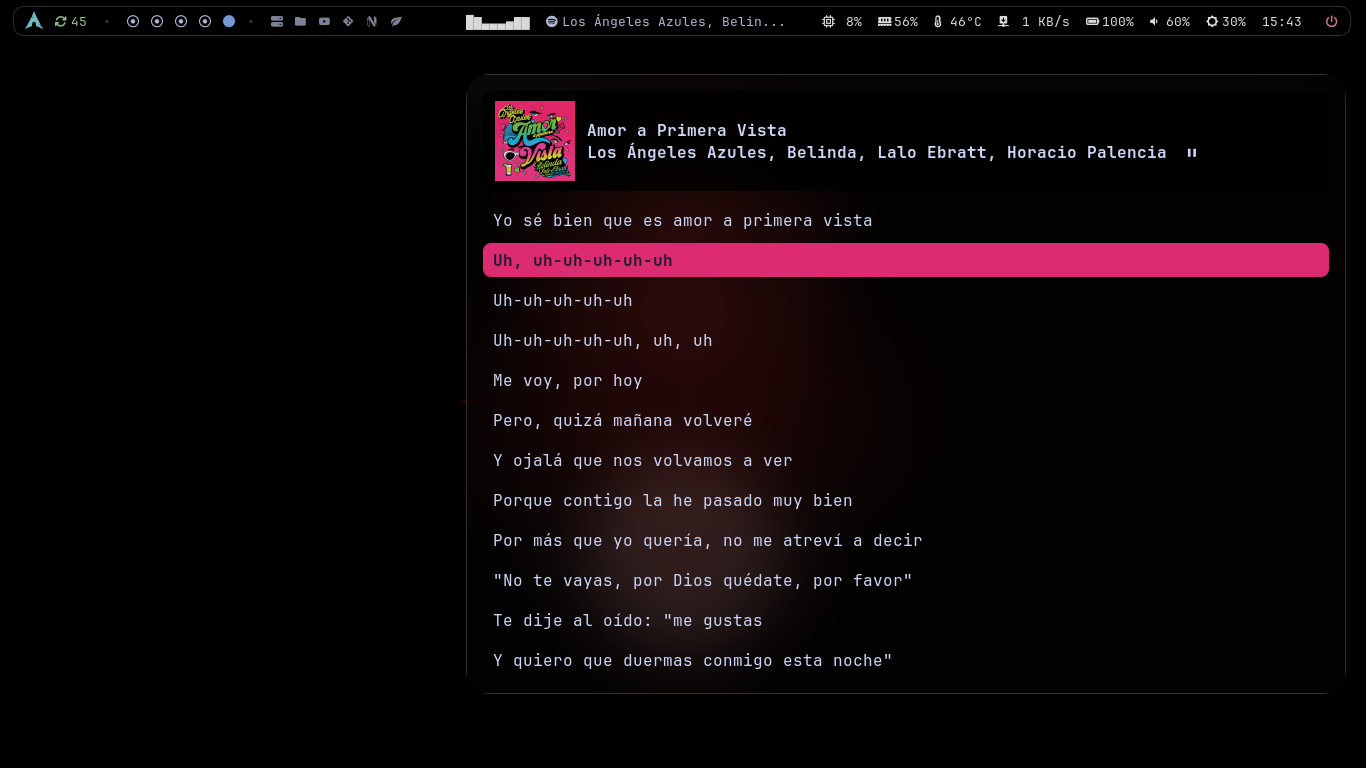 45
Los Ángeles Azules, Belin...
8%
56%
46°C
1 KB/s
100%
60%
30%
15:43
Amor a Primera Vista
Los Ángeles Azules, Belinda, Lalo Ebratt, Horacio Palencia
Amor
Vista
Yo sé bien que es amor a primera vista
Uh, uh-uh-uh-uh-uh
Uh-uh-uh-uh-uh
Uh-uh-uh-uh-uh, uh, uh
Me voy, por hoy
Pero, quizá mañana volveré
Y ojalá que nos volvamos a ver
Porque contigo la he pasado muy bien
Por más que yo quería, no me atreví a decir
"No te vayas, por Dios quédate, por favor"
Te dije al oído: "me gustas
Y quiero que duermas conmigo esta noche"